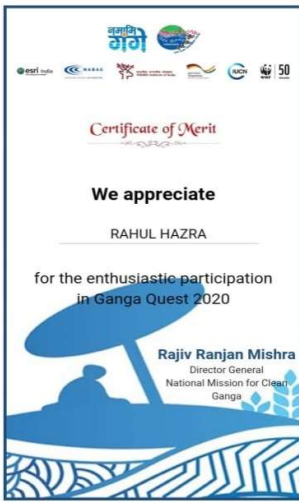 नमामि
गंगे
esri India NABARD IUCN WWF 50
Certificate of Merit
We appreciate
RAHUL HAZRA
for the enthusiastic participation
in Ganga Quest 2020
Rajiv Ranjan Mishra
Director General
National Mission for Clean
Ganga